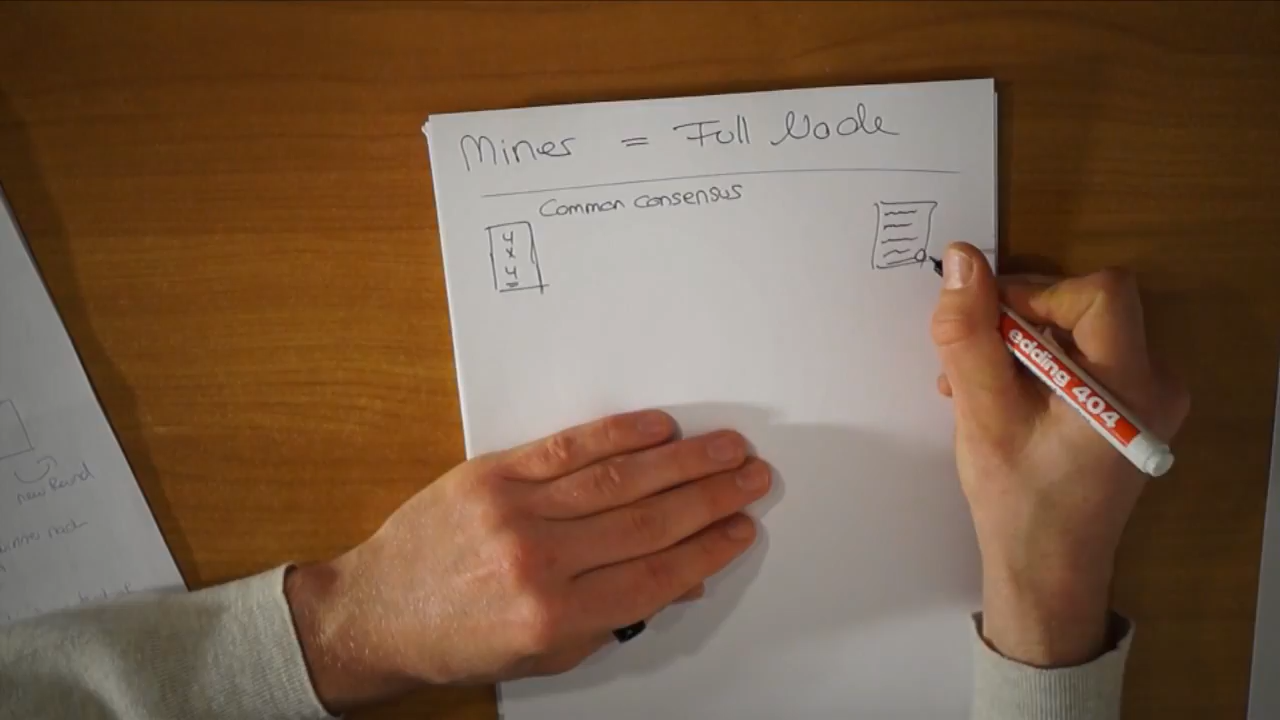 Miner = Full Node
Common consensus
4
x
4
=
edding 404
new Round